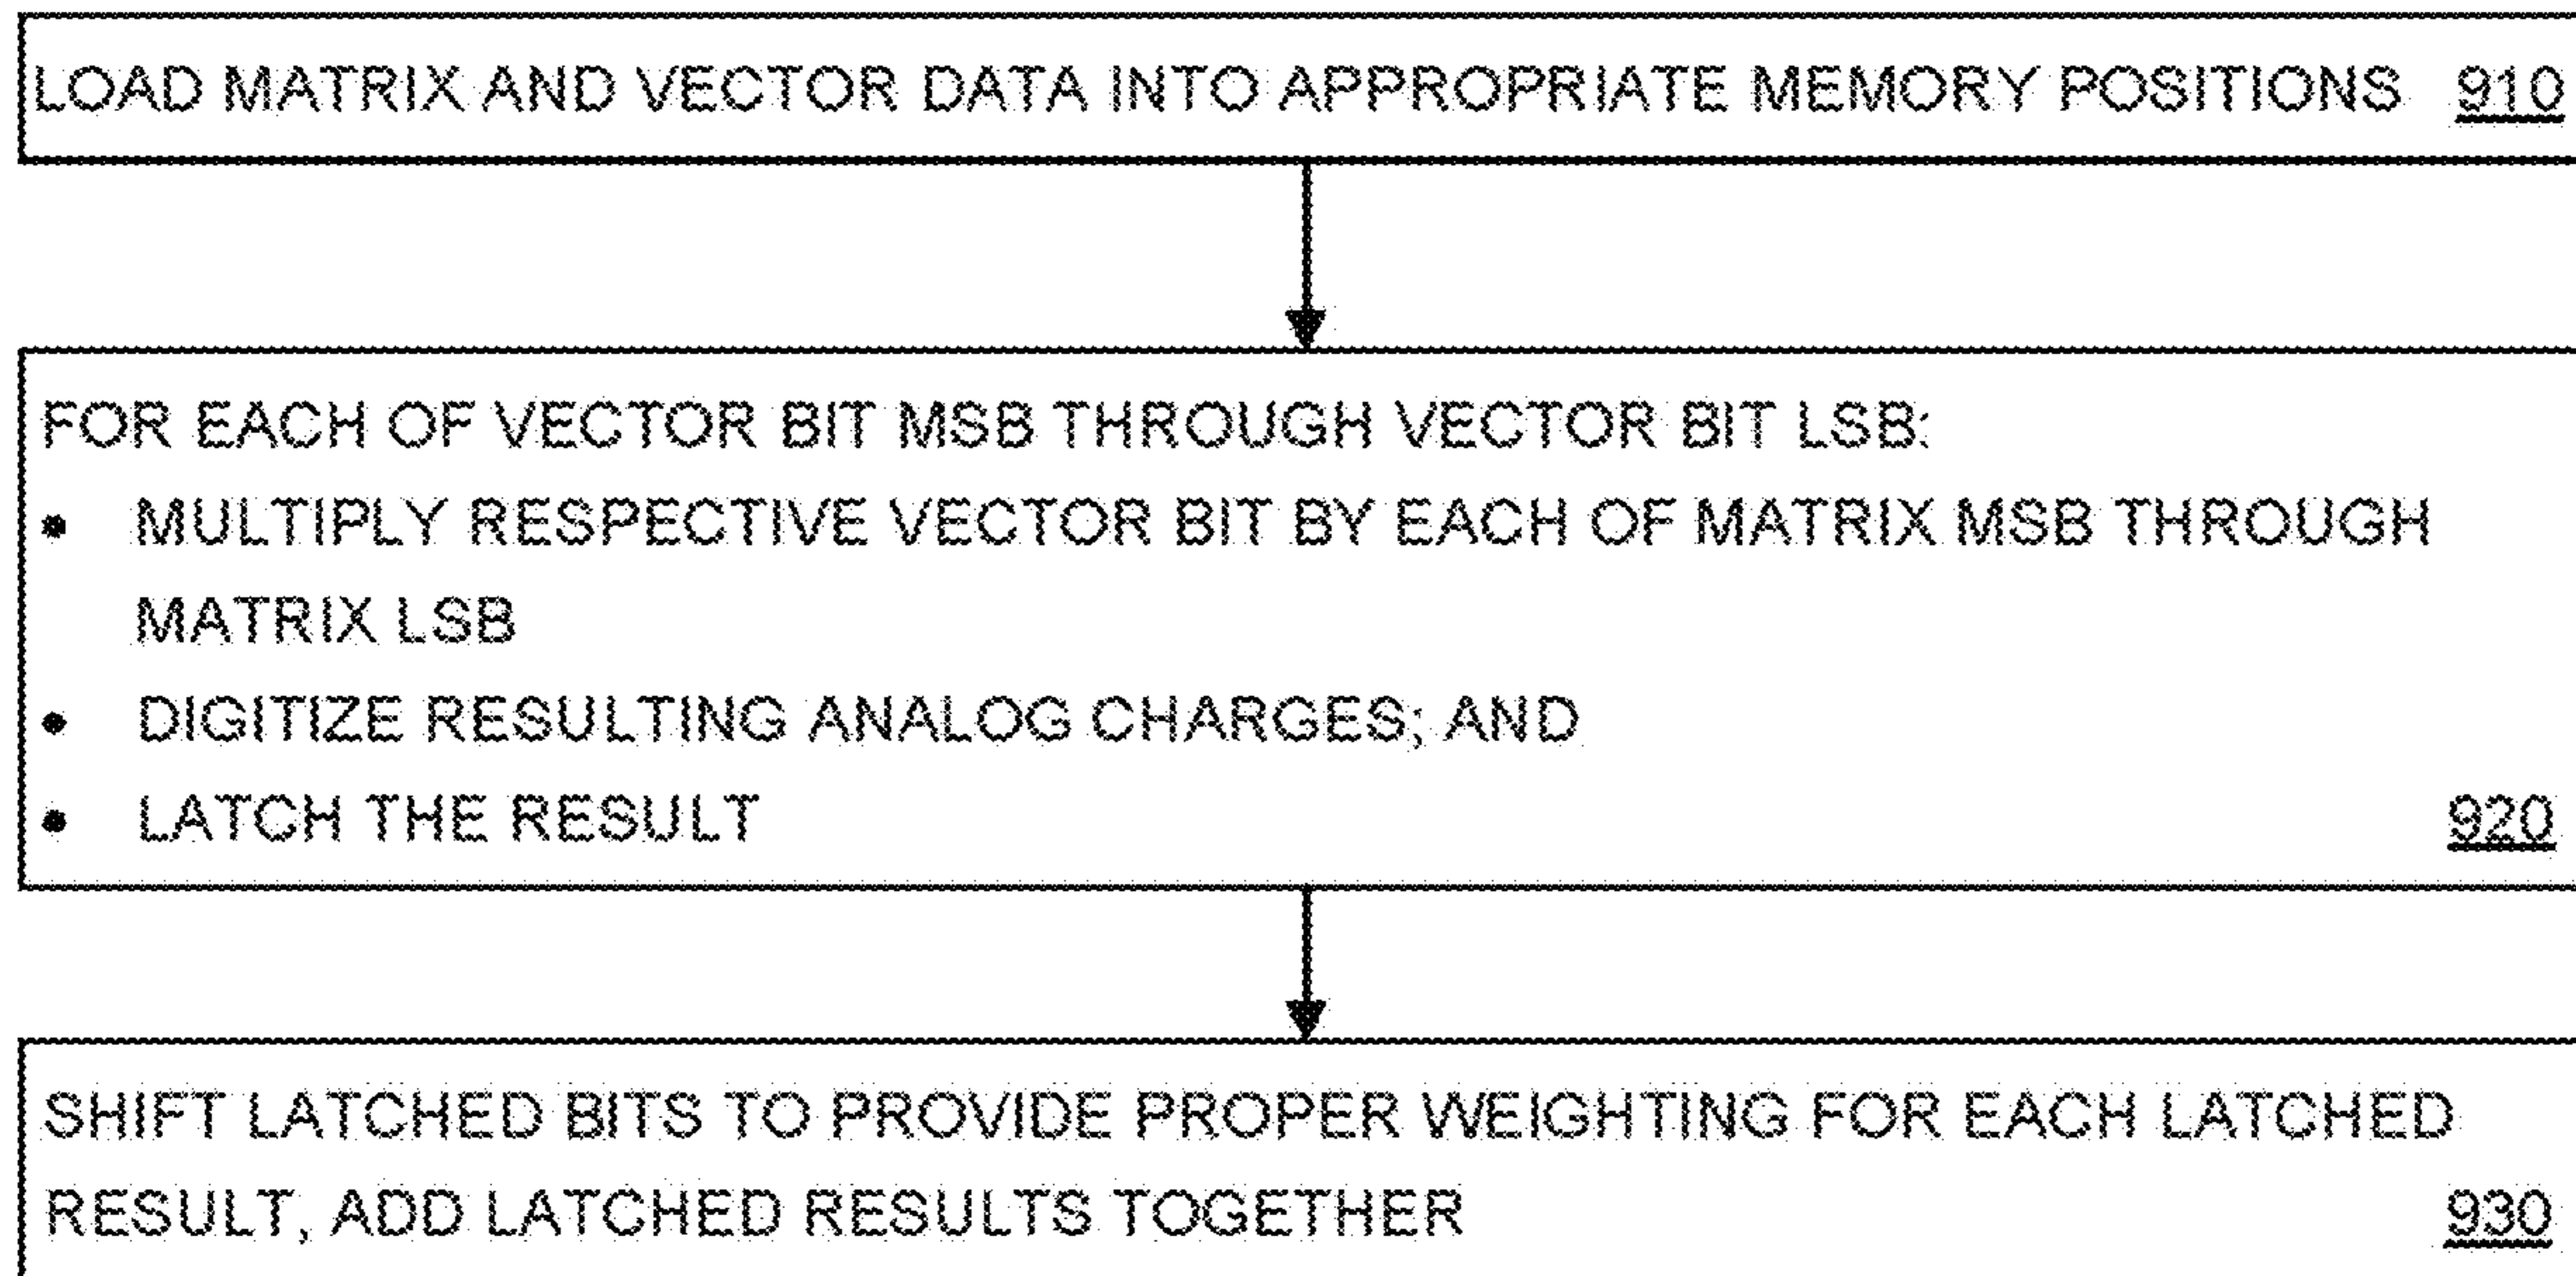 LOAD MATRIX AND VECTOR DATA INTO APPROPRIATE MEMORY POSITIONS 910
FOR EACH OF VECTOR BIT MSB THROUGH VECTOR BIT LSB:
• MULTIPLY RESPECTIVE VECTOR BIT BY EACH OF MATRIX MSB THROUGH
MATRIX LSB
• DIGITIZE RESULTING ANALOG CHARGES; AND
• LATCH THE RESULT 920
SHIFT LATCHED BITS TO PROVIDE PROPER WEIGHTING FOR EACH LATCHED
RESULT, ADD LATCHED RESULTS TOGETHER 930